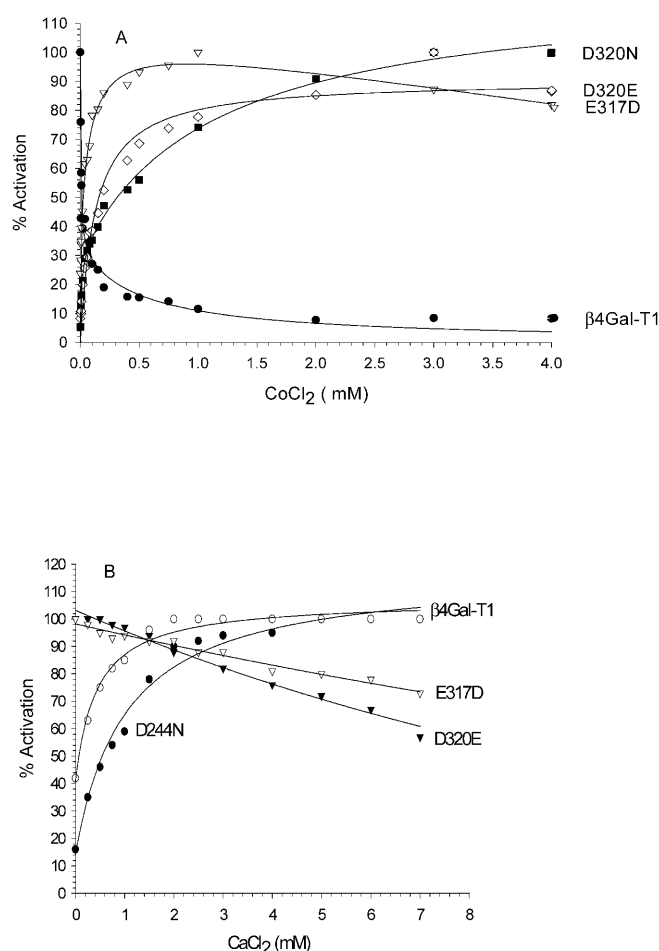 A
110
100
90
80
70
60
50
40
30
20
10
0
% Activation
0.0 0.5 1.0 1.5 2.0 2.5 3.0 3.5 4.0
CoCl2 ( mM)
D320N
D320E
E317D
β4Gal-T1
B
120
110
100
90
80
70
60
50
40
30
20
10
0
% Activation
β4Gal-T1
E317D
D320E
D244N
0 1 2 3 4 5 6 7 8
CaCl2 (mM)